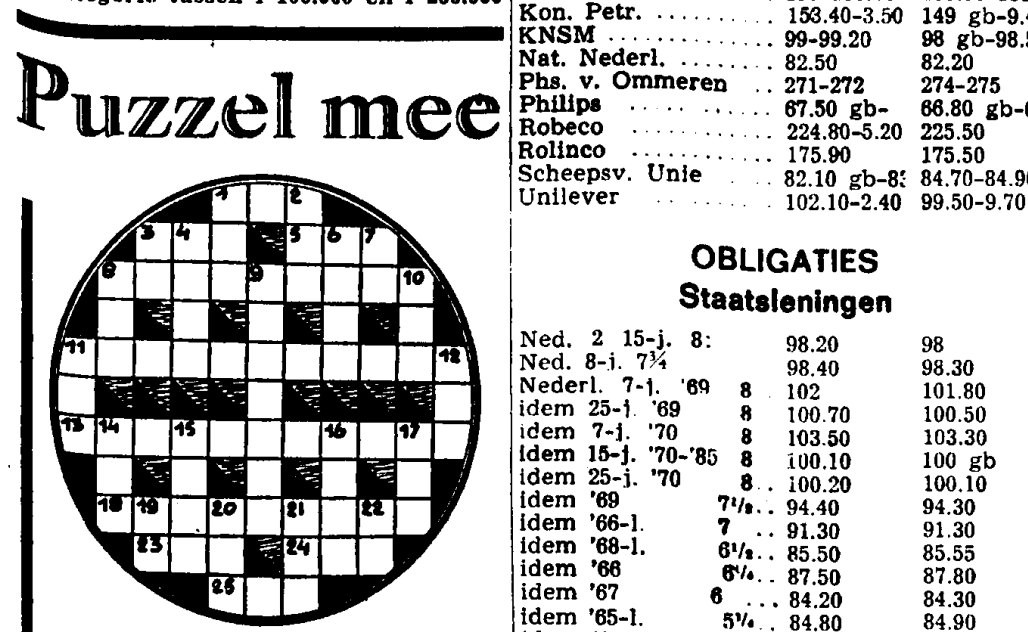 Puzzel mee
1 2
3 4 5 6 7
8 9 10
11 12
13 14 15 16 17
18 19 20 21 22
23 24
25
Kon. Petr. ........... 153.40-3.50 149
KNSM ............... 99-99.20 98
Nat. Nederl. ........ 82.50 82.20
Phs. v. Ommeren .. 271-272 274-275
Philips ........... 67.50 gb- 66.80
Robeco ............ 224.80-5.20 225.50
Rolinco ............ 175.90 175.50
Scheepsv. Unie .... 82.10 84.70-84.90
Unilever .......... 102.10-2.40 99.50-9.70
OBLIGATIES
Staatsleningen
Ned. 2 15-j. 8: 98.20 98
Ned. 8-j. 7¾ 98.40 98.30
Nederl. 7-j. '69 8 102 101.80
idem 25-j. '69 8 100.70 100.50
idem 7-j. '70 8 103.50 103.30
idem 15-j. '70-'85 8 100.10 100 gb
idem 25-j. '70 8.. 100.20 100.10
idem '69 7½.. 94.40 94.30
idem '66-l. 7 .. 91.30 91.30
idem '68-l. 6½.. 85.50 85.55
idem '66 6¼.. 87.50 87.80
idem '67 6 ... 84.20 84.30
idem '65-l. 5¼.. 84.80 84.90